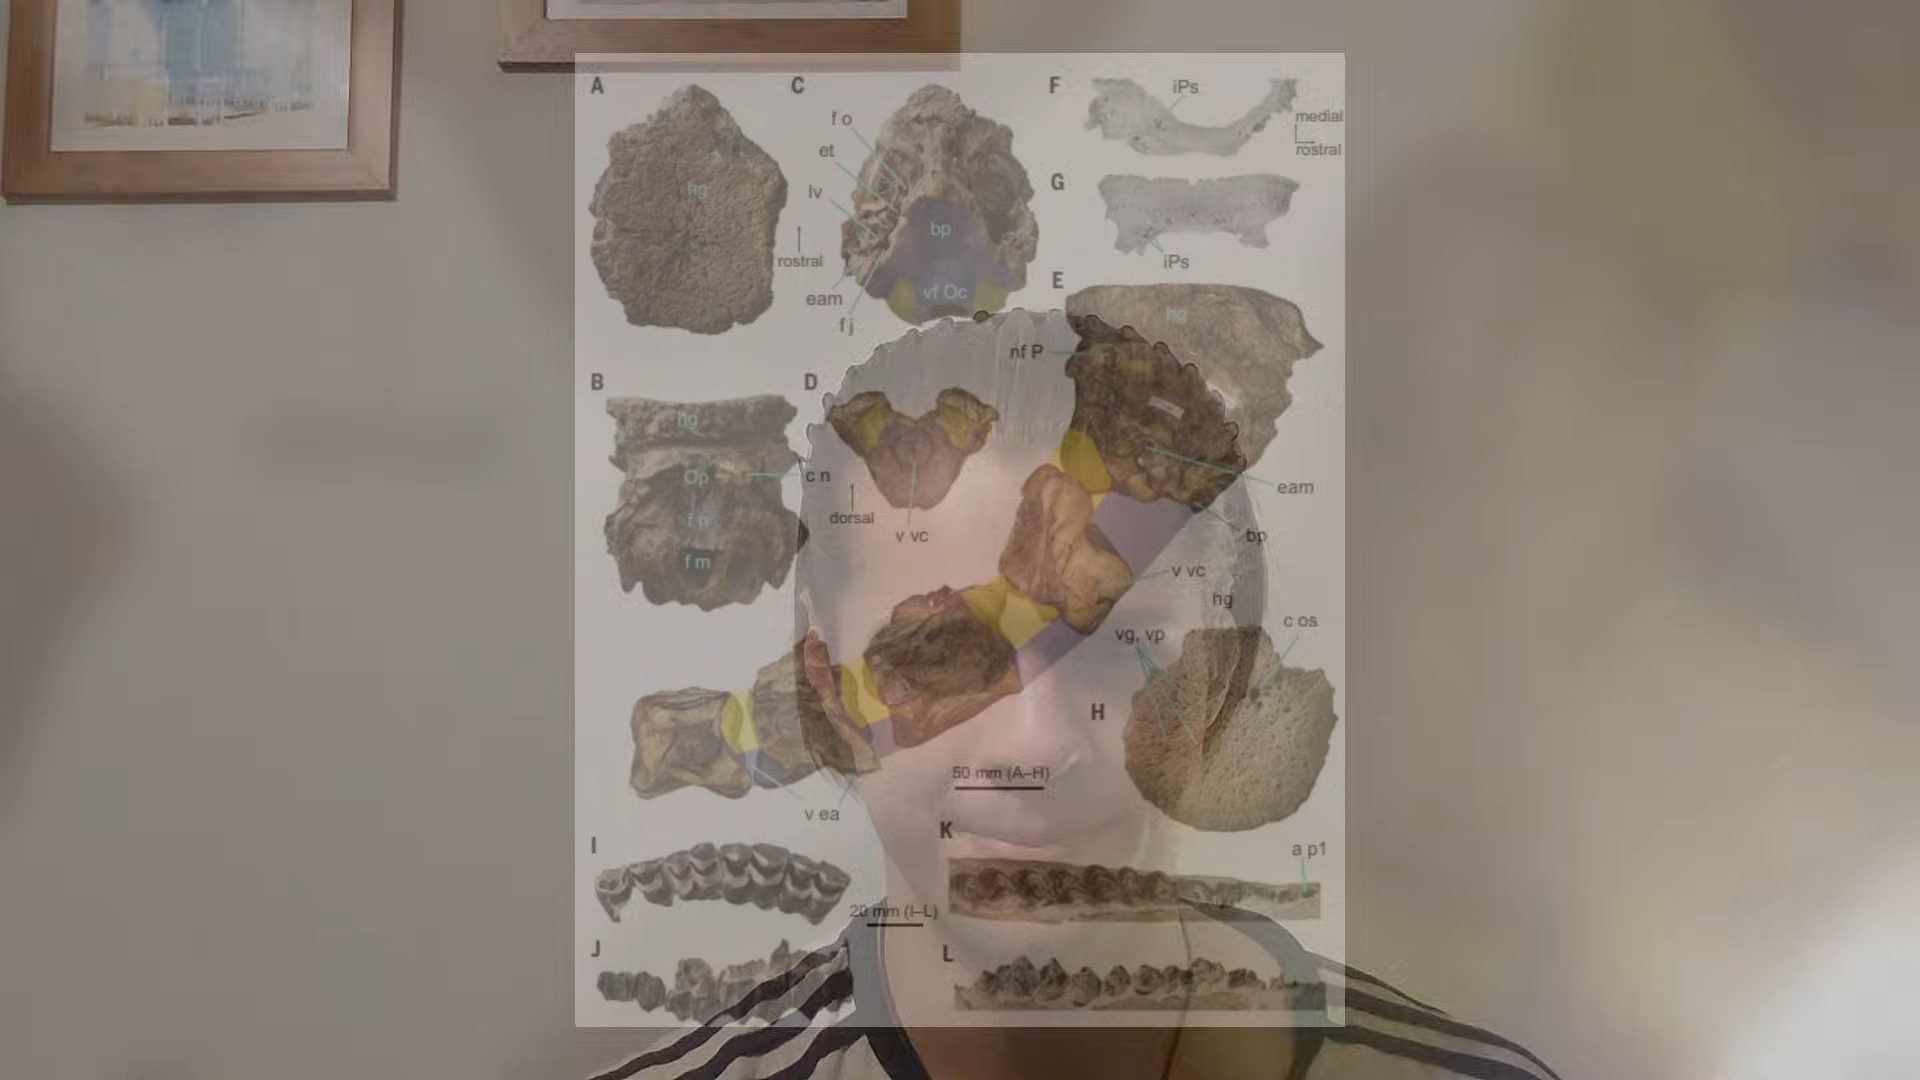 A
C
F
iPs
f o
medial
et
rostral
G
lv
hg
bp
rostral
iPs
eam
vf Oc
E
f j
hg
nf P
B
D
hg
Op
c n
eam
dorsal
f n
v vc
bp
f m
v vc
hg
c os
vg, vp
H
50 mm (A–H)
v ea
K
I
a p1
20 mm (I–L)
J
L